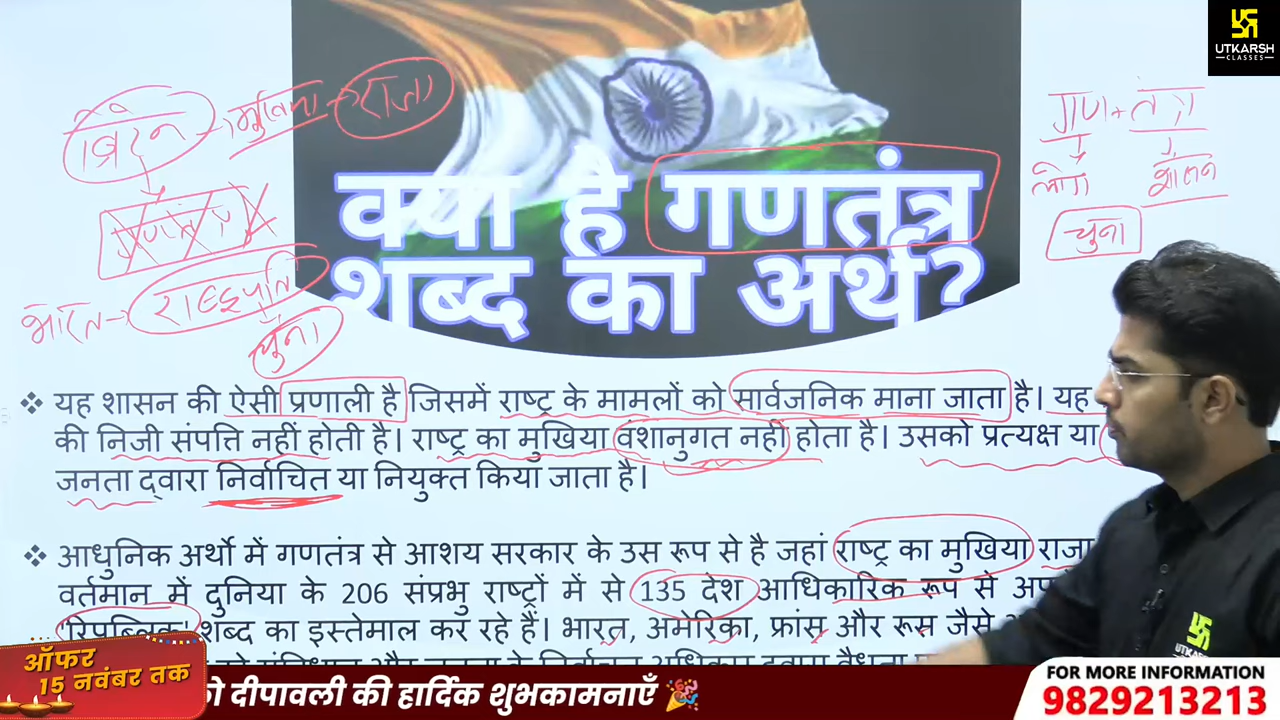 UTKARSH
CLASSES
ब्रिटेन → मुखिया → राजा
गणतंत्र
भारत → राष्ट्रपति
चुना
गण + तंत्र
लोग शासन
चुना
क्या है गणतंत्र
शब्द का अर्थ?
❖ यह शासन की ऐसी प्रणाली है जिसमें राष्ट्र के मामलों को सार्वजनिक माना जाता है। यह
की निजी संपत्ति नहीं होती है। राष्ट्र का मुखिया वंशानुगत नहीं होता है। उसको प्रत्यक्ष या
जनता द्वारा निर्वाचित या नियुक्त किया जाता है।
❖ आधुनिक अर्थो में गणतंत्र से आशय सरकार के उस रूप से है जहां राष्ट्र का मुखिया राजा
वर्तमान में दुनिया के 206 संप्रभु राष्ट्रों में से 135 देश आधिकारिक रूप से
'रिपब्लिक' शब्द का इस्तेमाल कर रहे हैं। भारत, अमेरिका, फ्रांस और रूस जैसे
UTKARSH
ऑफर
15 नवंबर तक
को दीपावली की हार्दिक शुभकामनाएँ 🎉
FOR MORE INFORMATION
9829213213